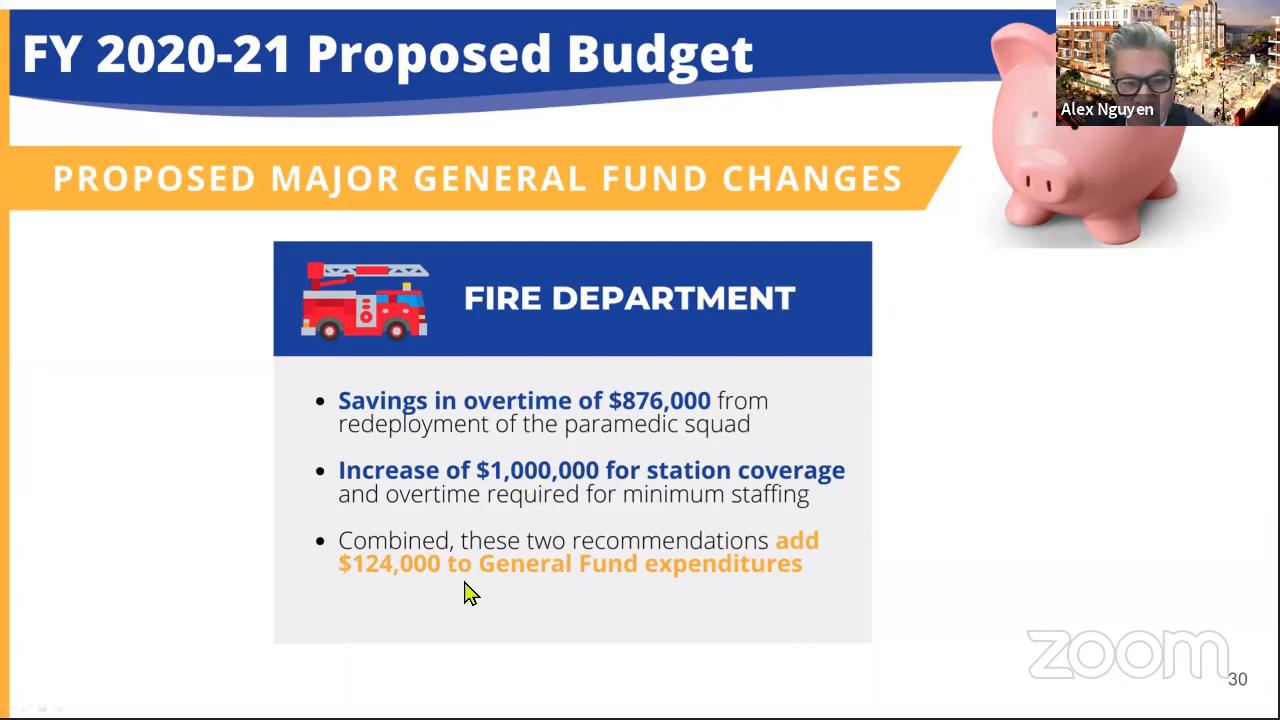 FY 2020-21 Proposed Budget
Alex Nguyen
PROPOSED MAJOR GENERAL FUND CHANGES
FIRE DEPARTMENT
• Savings in overtime of $876,000 from
redeployment of the paramedic squad
• Increase of $1,000,000 for station coverage
and overtime required for minimum staffing
• Combined, these two recommendations add
$124,000 to General Fund expenditures
zoom
30